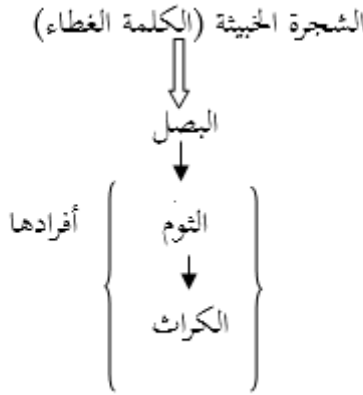 الشجرة الخبيثة (الكلمة الغطاء)
البصل
الثوم
أفرادها
الكراث